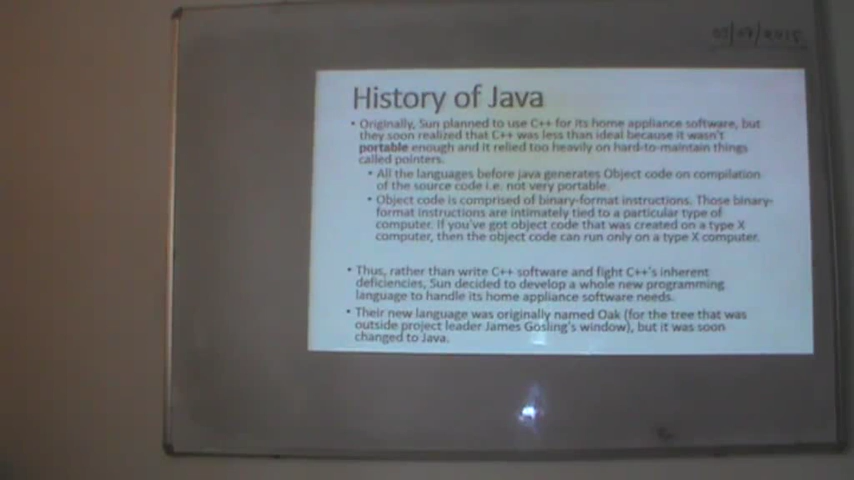 History of Java
• Originally, Sun planned to use C++ for its home appliance software, but
they soon realized that C++ was less than ideal because it wasn't
portable enough and it relied too heavily on hard-to-maintain things
called pointers.
• All the languages before java generates Object code on compilation
of the source code i.e. not very portable.
• Object code is comprised of binary-format instructions. Those binary-
format instructions are intimately tied to a particular type of
computer. If you've got object code that was created on a type X
computer, then the object code can run only on a type X computer.
• Thus, rather than write C++ software and fight C++'s inherent
deficiencies, Sun decided to develop a whole new programming
language to handle its home appliance software needs.
• Their new language was originally named Oak (for the tree that was
outside project leader James Gosling's window), but it was soon
changed to Java.